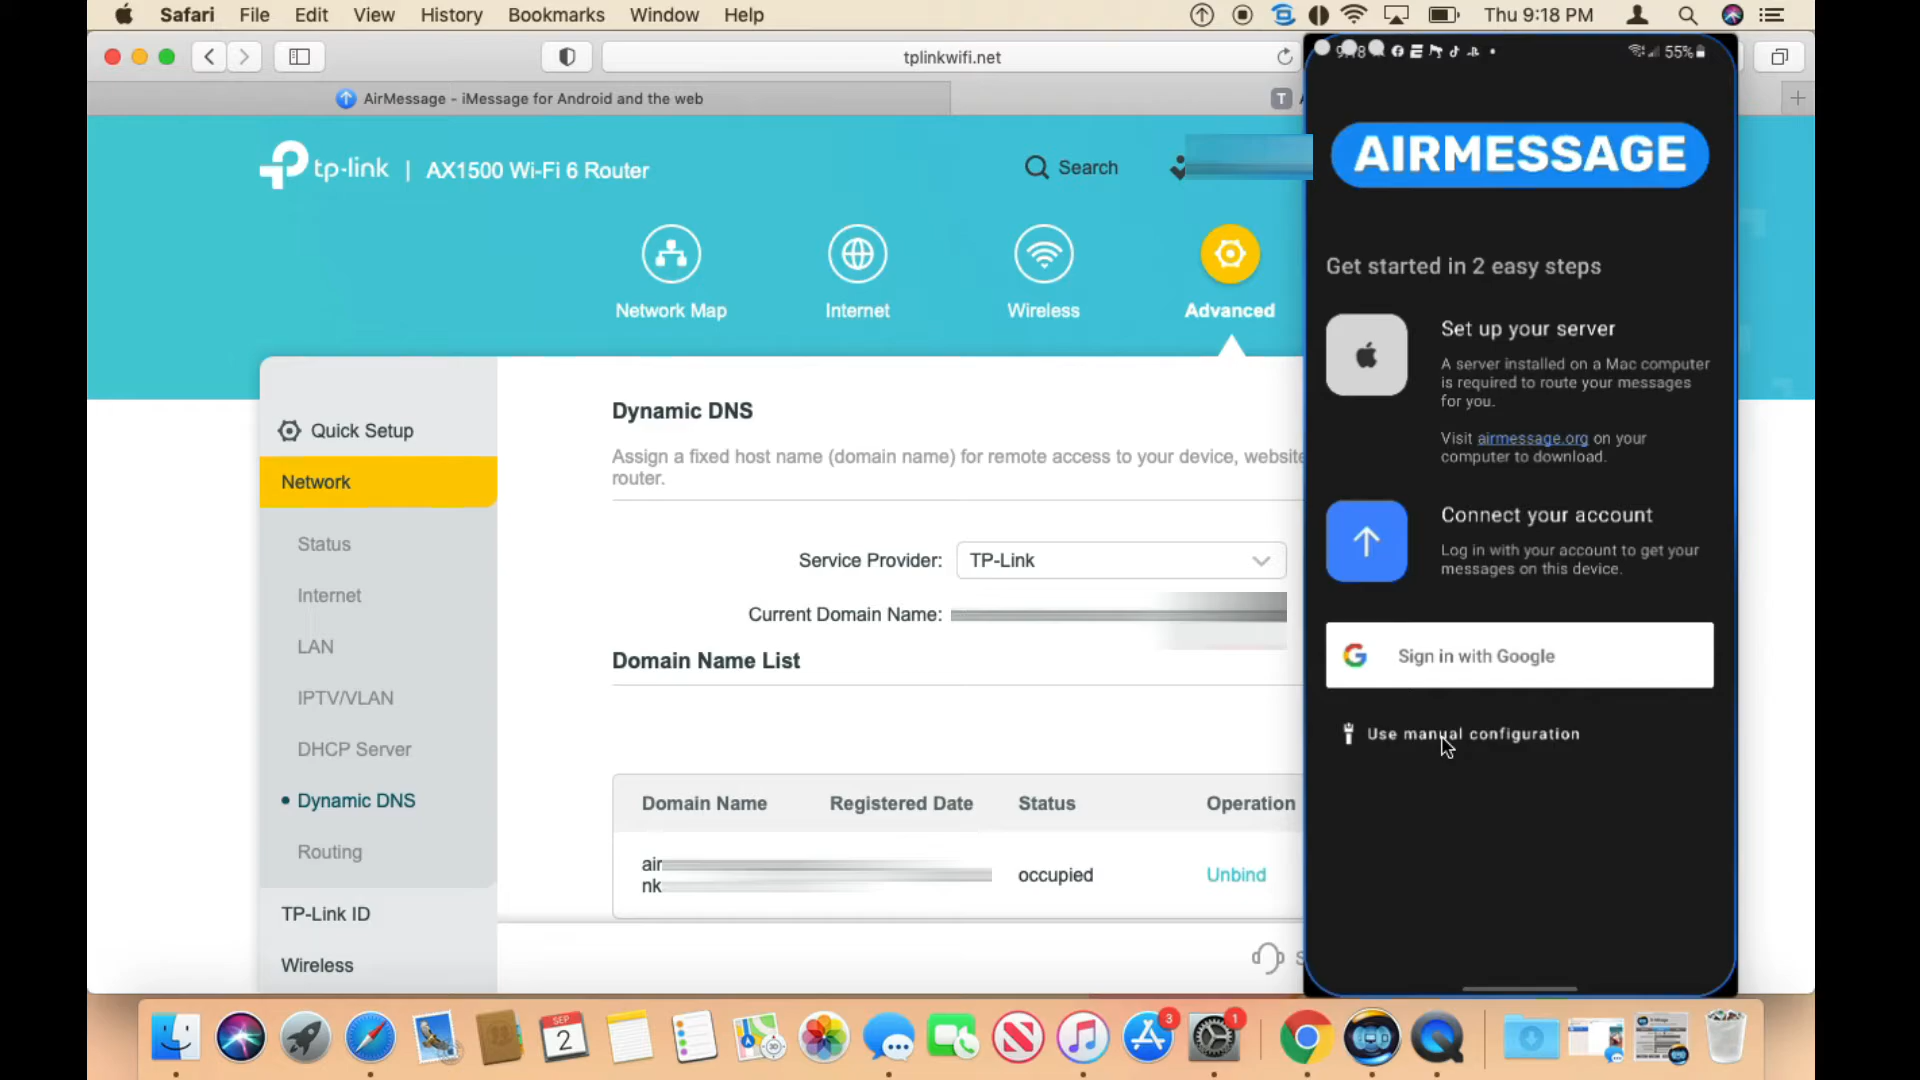 Safari File Edit View History Bookmarks Window Help
Thu 9:18 PM
tplinkwifi.net
AirMessage - iMessage for Android and the web
T
tp-link | AX1500 Wi-Fi 6 Router
Search
Network Map
Internet
Wireless
Advanced
Quick Setup
Network
Status
Internet
LAN
IPTV/VLAN
DHCP Server
Dynamic DNS
Routing
TP-Link ID
Wireless
Dynamic DNS
Assign a fixed host name (domain name) for remote access to your device, website
router.
Service Provider: TP-Link
Current Domain Name:
Domain Name List
Domain Name Registered Date Status Operation
air
nk
occupied
Unbind
55%
AIRMESSAGE
Get started in 2 easy steps
Set up your server
A server installed on a Mac computer
is required to route your messages
for you.
Visit airmessage.org on your
computer to download.
Connect your account
Log in with your account to get your
messages on this device.
Sign in with Google
Use manual configuration
SEP
2
3
1